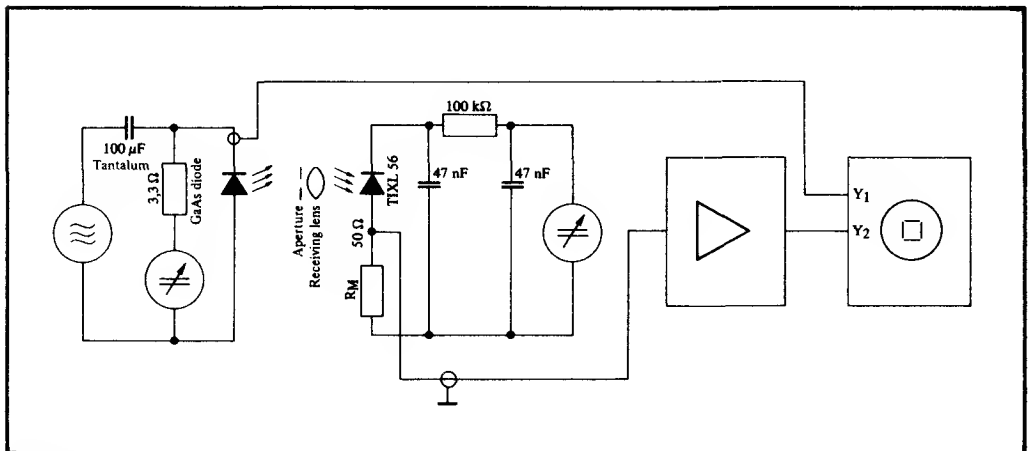 100 µF
Tantalum
3,3 Ω
GaAs diode
Aperture
Receiving lens
TIXL 56
50 Ω
RM
47 nF
100 kΩ
47 nF
Y1
Y2